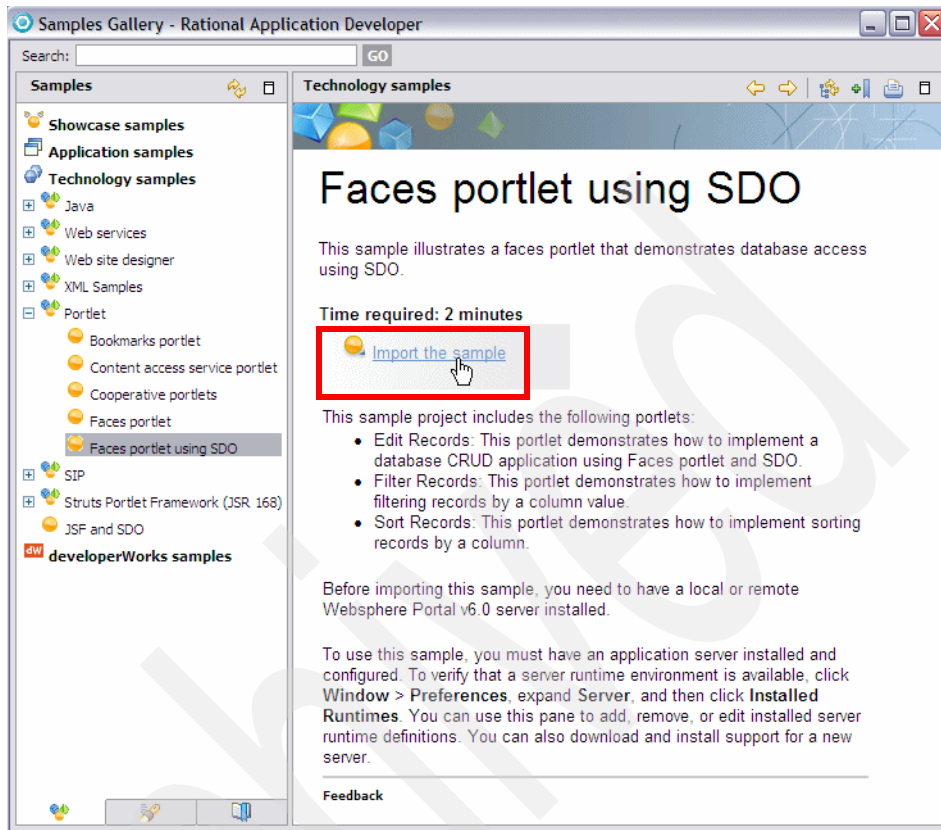 Samples Gallery - Rational Application Developer
Search:
GO
Samples
Showcase samples
Application samples
Technology samples
Java
Web services
Web site designer
XML Samples
Portlet
Bookmarks portlet
Content access service portlet
Cooperative portlets
Faces portlet
Faces portlet using SDO
SIP
Struts Portlet Framework (JSR 168)
JSF and SDO
dW developerWorks samples
Technology samples
Faces portlet using SDO
This sample illustrates a faces portlet that demonstrates database access
using SDO.
Time required: 2 minutes
Import the sample
This sample project includes the following portlets:
• Edit Records: This portlet demonstrates how to implement a
database CRUD application using Faces portlet and SDO.
• Filter Records: This portlet demonstrates how to implement
filtering records by a column value.
• Sort Records: This portlet demonstrates how to implement sorting
records by a column.
Before importing this sample, you need to have a local or remote
Websphere Portal v6.0 server installed.
To use this sample, you must have an application server installed and
configured. To verify that a server runtime environment is available, click
Window > Preferences, expand Server, and then click Installed
Runtimes. You can use this pane to add, remove, or edit installed server
runtime definitions. You can also download and install support for a new
server.
Feedback